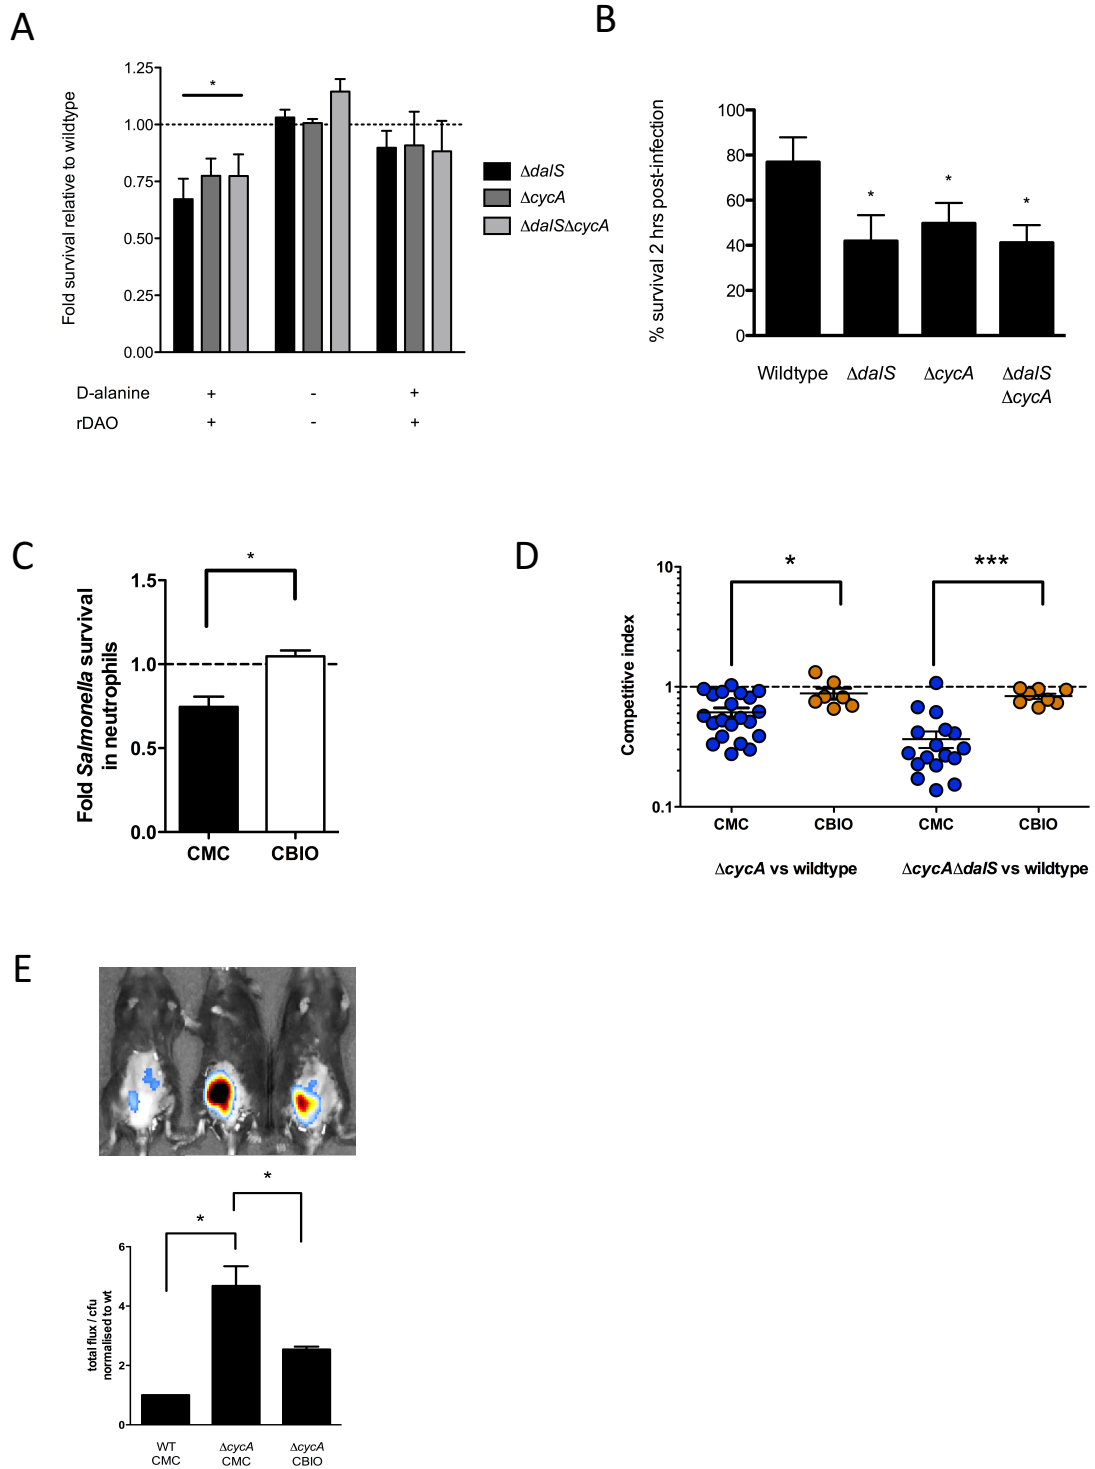 A
Fold survival relative to wildtype
1.25
1.00
0.75
0.50
0.25
0.00
*
ΔdalS
ΔcycA
ΔdalSΔcycA
D-alanine + - +
rDAO + - +
B
% survival 2 hrs post-infection
100
80
60
40
20
0
* * *
Wildtype ΔdalS ΔcycA ΔdalS
ΔcycA
C
Fold Salmonella survival
in neutrophils
1.5
1.0
0.5
0.0
*
CMC CBIO
D
Competitive index
10
1
0.1
* ***
CMC CBIO CMC CBIO
ΔcycA vs wildtype ΔcycAΔdalS vs wildtype
E
*
*
total flux / cfu
normalised to wt
6
4
2
0
WT ΔcycA ΔcycA
CMC CMC CBIO